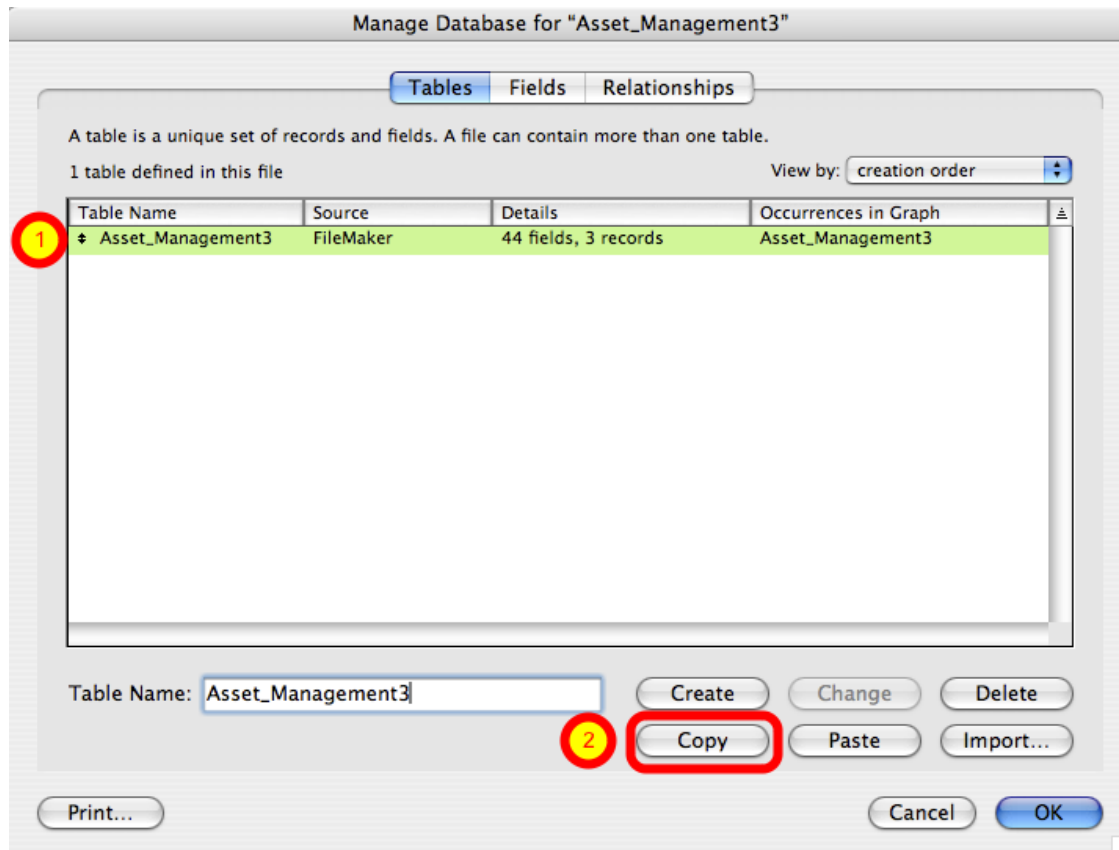 Manage Database for “Asset_Management3”
Tables Fields Relationships
A table is a unique set of records and fields. A file can contain more than one table.
1 table defined in this file View by: creation order
Table Name Source Details Occurrences in Graph
1 Asset_Management3 FileMaker 44 fields, 3 records Asset_Management3
Table Name: Asset_Management3 Create Change Delete
2 Copy Paste Import...
Print... Cancel OK